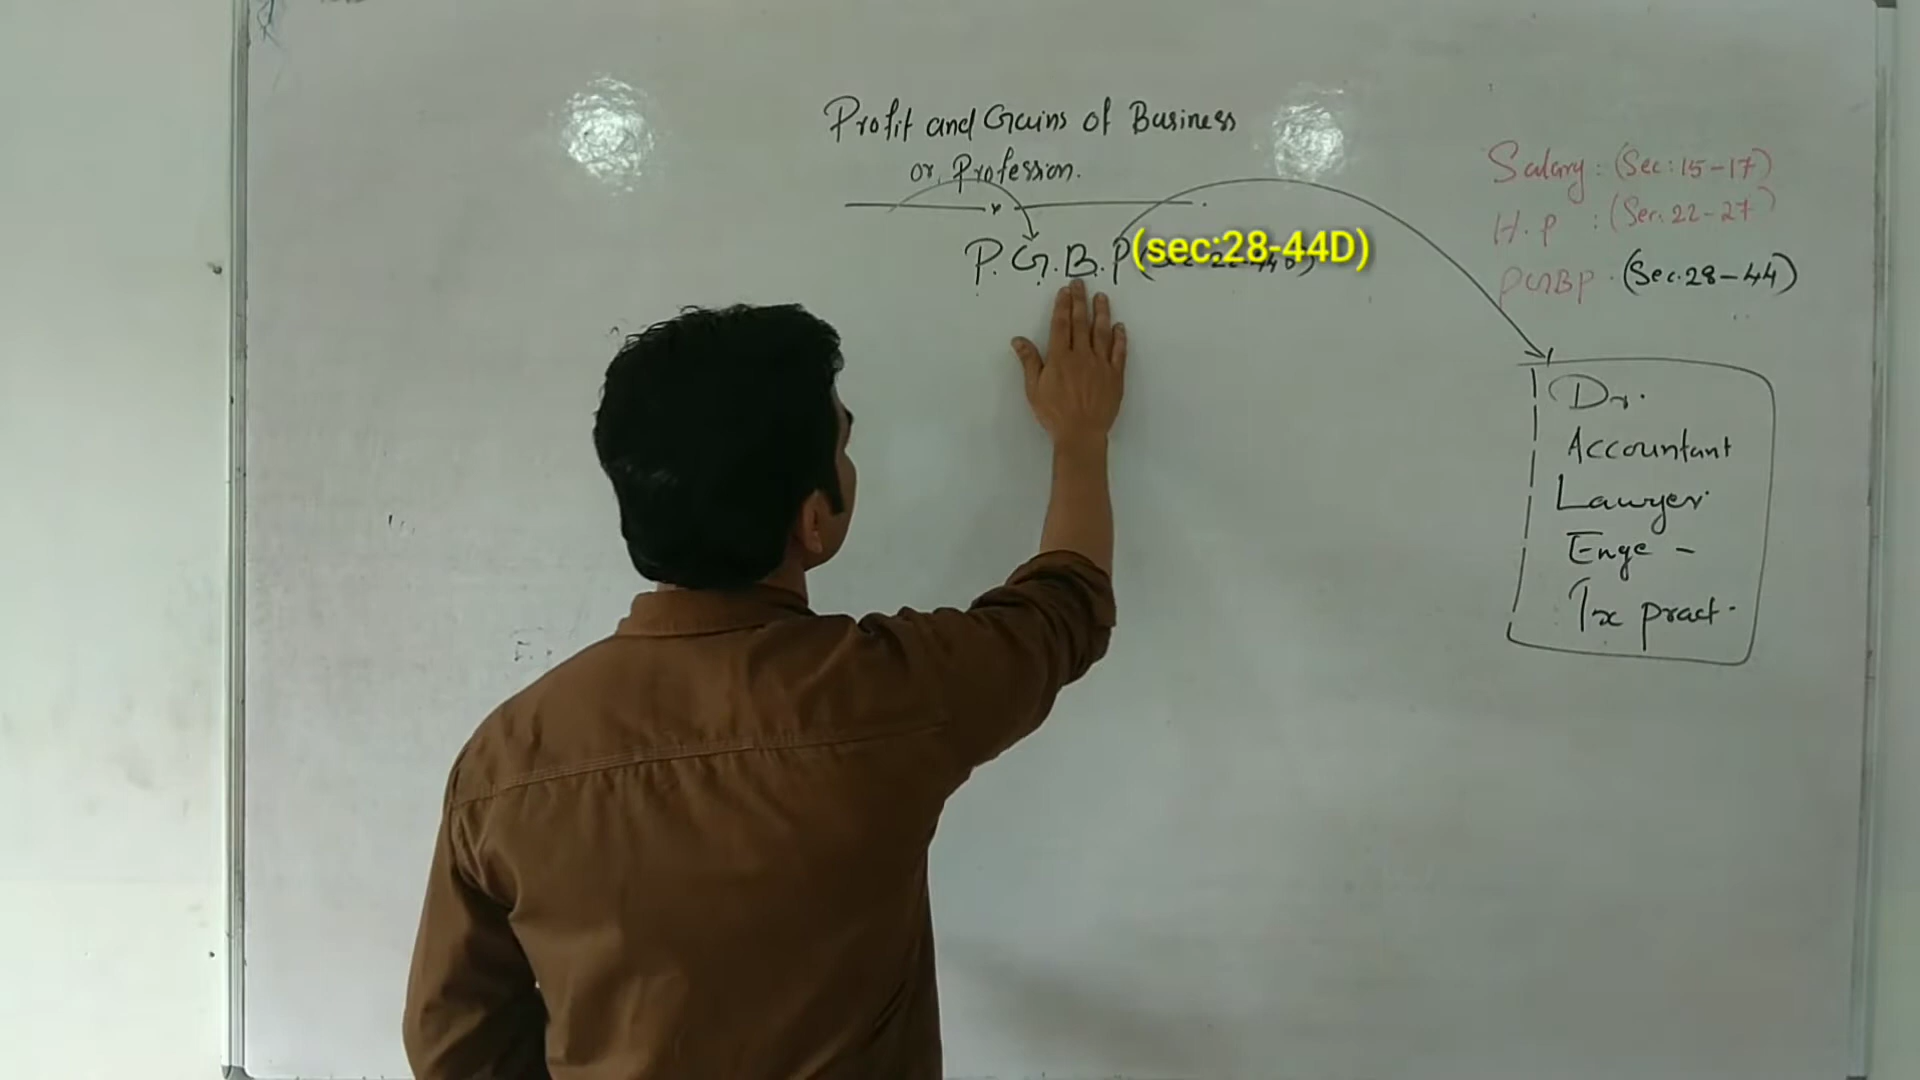 Profit and Gains of Business
or Profession.
P.G.B.P (sec:28-44D)
Salary : (Sec:15-17)
H.P : (Sec:22-27)
PGBP. (Sec.28-44)
Dr.
Accountant
Lawyer
Enge -
Tx pract.